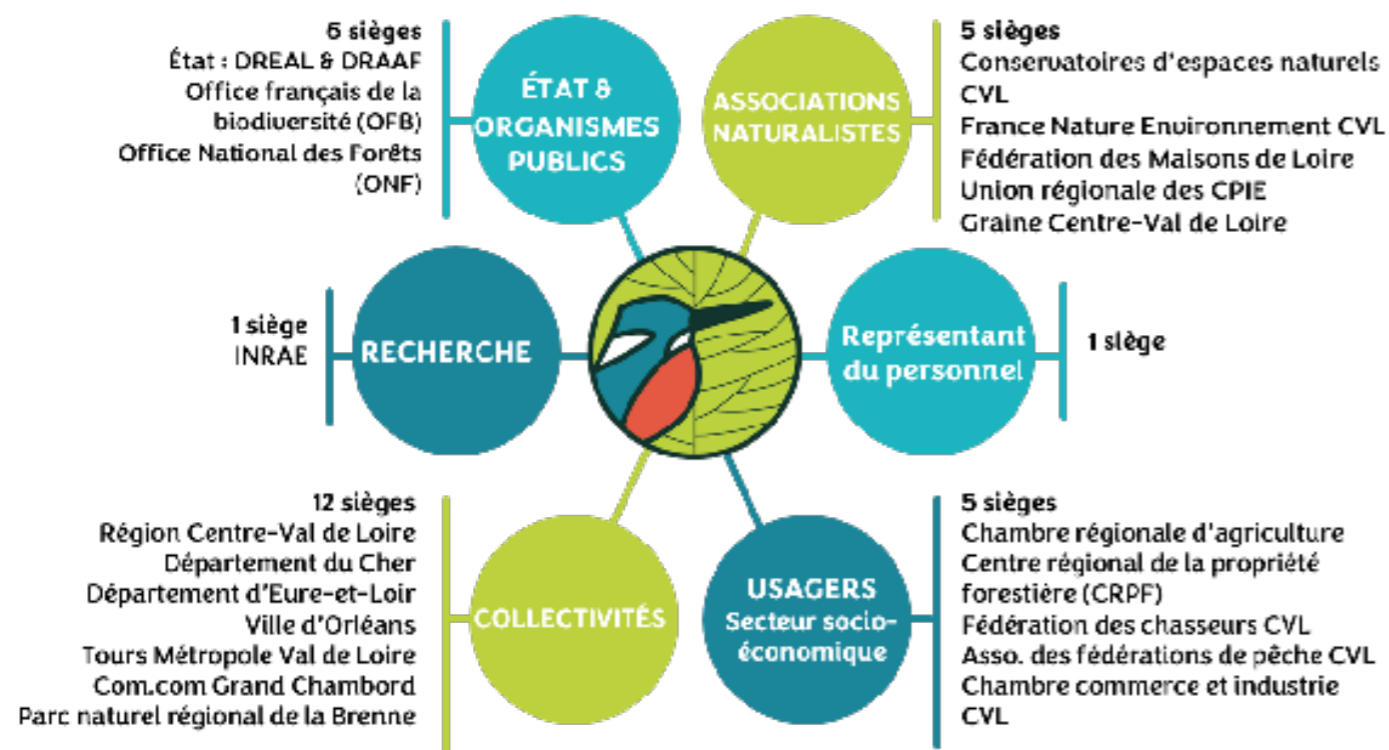 6 sièges
État : DREAL & DRAAF
Office français de la
biodiversité (OFB)
Office National des Forêts
(ONF)
ÉTAT &
ORGANISMES
PUBLICS
ASSOCIATIONS
NATURALISTES
5 sièges
Conservatoires d'espaces naturels
CVL
France Nature Environnement CVL
Fédération des Maisons de Loire
Union régionale des CPIE
Graine Centre-Val de Loire
1 siège
INRAE
RECHERCHE
Représentant
du personnel
1 siège
12 sièges
Région Centre-Val de Loire
Département du Cher
Département d'Eure-et-Loir
Ville d'Orléans
Tours Métropole Val de Loire
Com.com Grand Chambord
Parc naturel régional de la Brenne
COLLECTIVITÉS
USAGERS
Secteur socio-
économique
5 sièges
Chambre régionale d'agriculture
Centre régional de la propriété
forestière (CRPF)
Fédération des chasseurs CVL
Asso. des fédérations de pêche CVL
Chambre commerce et industrie
CVL